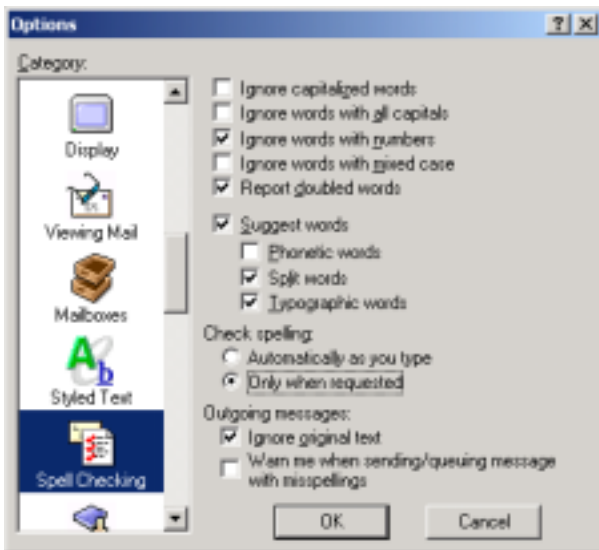 Options
Category:
Display
Viewing Mail
Mailboxes
Styled Text
Spell Checking
Ignore capitalized words
Ignore words with all capitals
Ignore words with numbers
Ignore words with mixed case
Report doubled words
Suggest words
Phonetic words
Split words
Typographic words
Check spelling:
Automatically as you type
Only when requested
Outgoing messages:
Ignore original text
Warn me when sending/queuing message
with misspellings
OK
Cancel